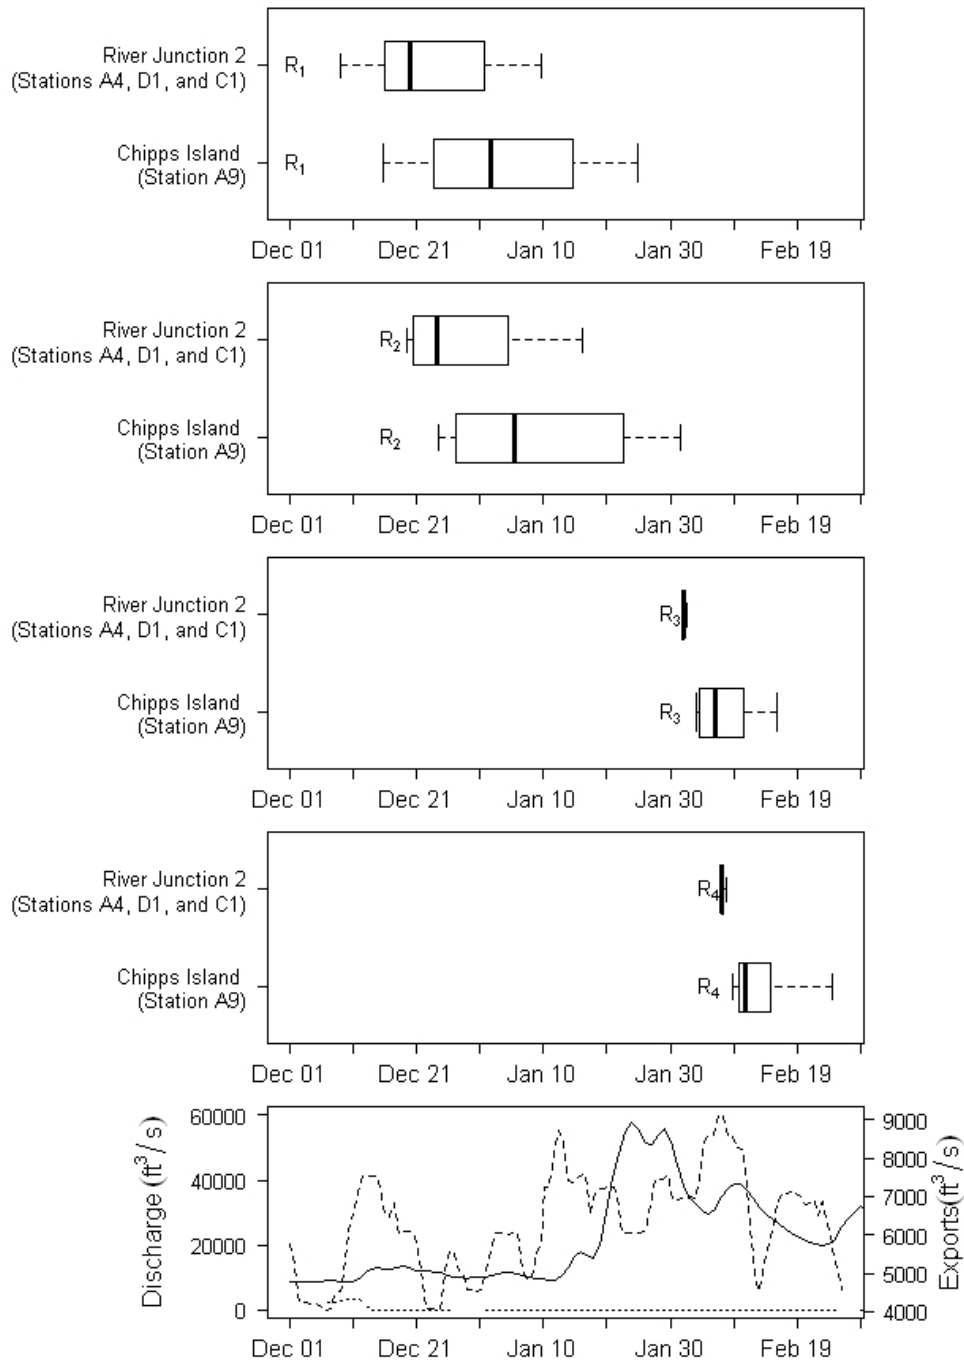 River Junction 2
(Stations A4, D1, and C1)
R1
Chipps Island
(Station A9)
R1
Dec 01 Dec 21 Jan 10 Jan 30 Feb 19
River Junction 2
(Stations A4, D1, and C1)
R2
Chipps Island
(Station A9)
R2
Dec 01 Dec 21 Jan 10 Jan 30 Feb 19
River Junction 2
(Stations A4, D1, and C1)
R3
Chipps Island
(Station A9)
R3
Dec 01 Dec 21 Jan 10 Jan 30 Feb 19
River Junction 2
(Stations A4, D1, and C1)
R4
Chipps Island
(Station A9)
R4
Dec 01 Dec 21 Jan 10 Jan 30 Feb 19
Discharge (ft³/s)
60000
40000
20000
0
9000
8000
7000
6000
5000
4000
Exports(ft³/s)
Dec 01 Dec 21 Jan 10 Jan 30 Feb 19